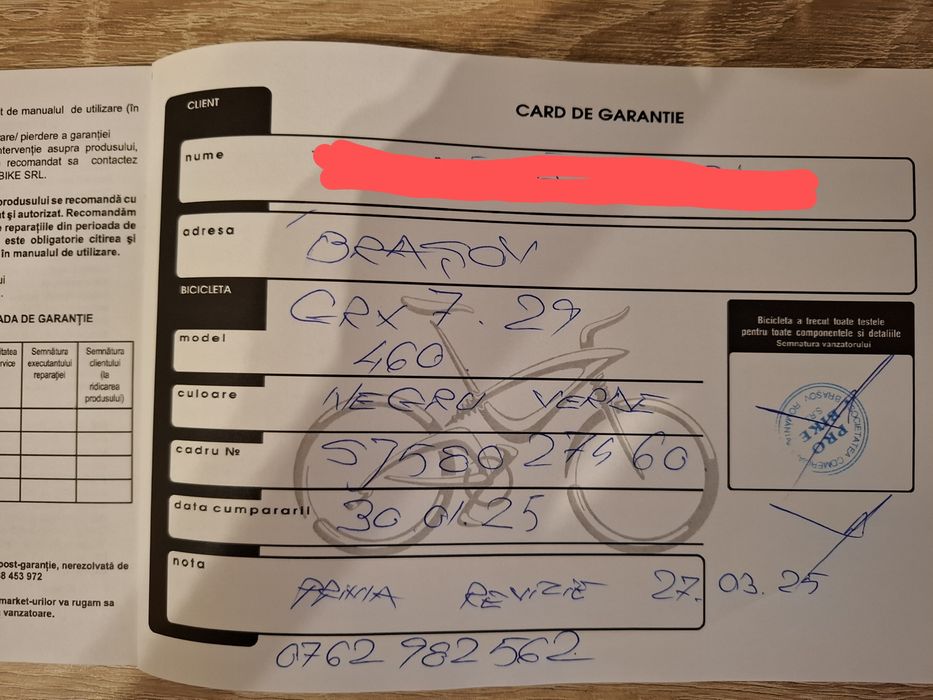 t de manualul de utilizare (în
are/ pierdere a garanției
ntervenție asupra produsului,
recomandat sa contactez
BIKE SRL.
produsului se recomandă cu
t și autorizat. Recomandăm
e reparațiile din perioada de
este obligatorie citirea și
în manualul de utilizare.
ADA DE GARANȚIE
Semnătura executantului reparației
Semnătura clientului (la ridicarea produsului)
post-garanție, nerezolvată de
8 453 972
market-urilor va rugam sa
vanzatoare.
CARD DE GARANTIE
CLIENT
nume
adresa
BRAȘOV
BICICLETA
GRX 7. 29
model
460
culoare
NEGRU VERDE
cadru №
data cumpararii
30.01.25
nota
PRIMA REVIZIE 27.03.25
0762 982 562
Bicicleta a trecut toate testele
pentru toate componentele si detaliile
Semnatura vanzatorului
SOCIETATEA
PRO
BIKE
S.R.L.
BRASOV ROMANIA